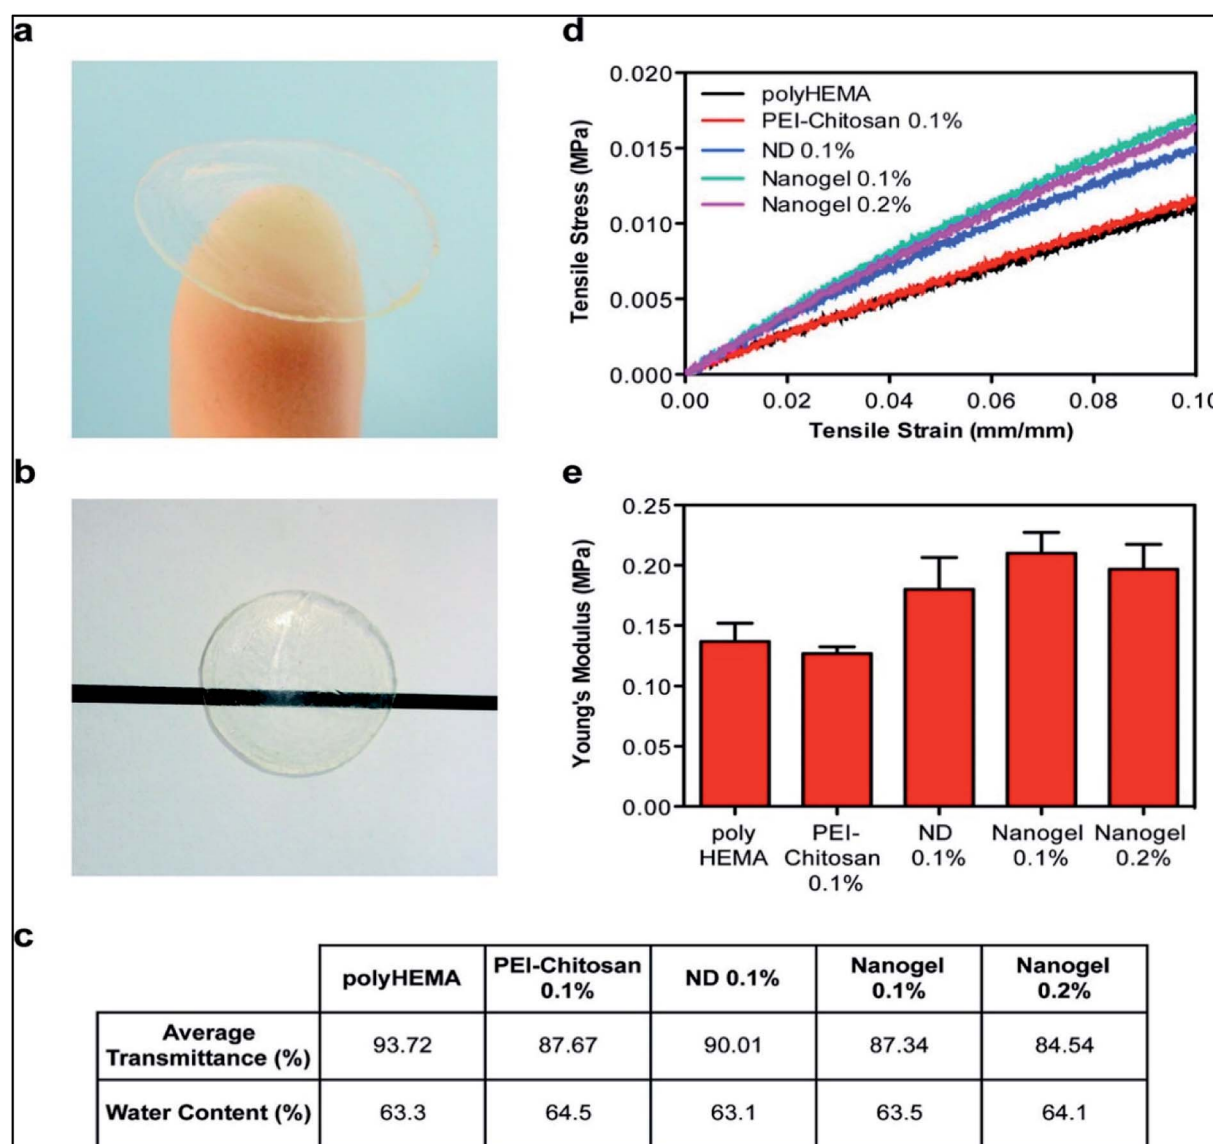 a
b
c
d
0.020
0.015
0.010
0.005
0.000
Tensile Stress (MPa)
polyHEMA
PEI-Chitosan 0.1%
ND 0.1%
Nanogel 0.1%
Nanogel 0.2%
0.00 0.02 0.04 0.06 0.08 0.10
Tensile Strain (mm/mm)
e
0.25
0.20
0.15
0.10
0.05
0.00
Young's Modulus (MPa)
poly HEMA
PEI-Chitosan 0.1%
ND 0.1%
Nanogel 0.1%
Nanogel 0.2%
polyHEMA PEI-Chitosan 0.1% ND 0.1% Nanogel 0.1% Nanogel 0.2%
Average Transmittance (%) 93.72 87.67 90.01 87.34 84.54
Water Content (%) 63.3 64.5 63.1 63.5 64.1